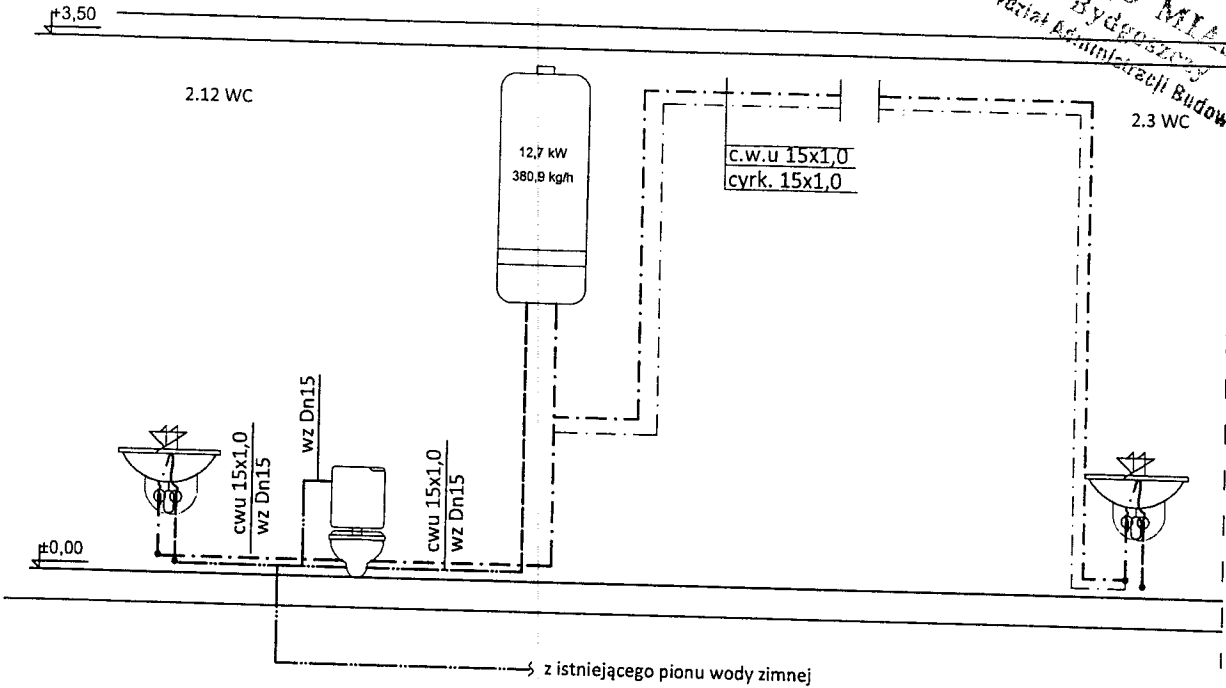 +3,50
MIA
Bydgoszczy
Administracji Budow
2.12 WC
2.3 WC
12,7 kW
380,9 kg/h
c.w.u 15x1,0
cyrk. 15x1,0
wz Dn15
cwu 15x1,0
wz Dn15
cwu 15x1,0
wz Dn15
±0,00
z istniejącego pionu wody zimnej